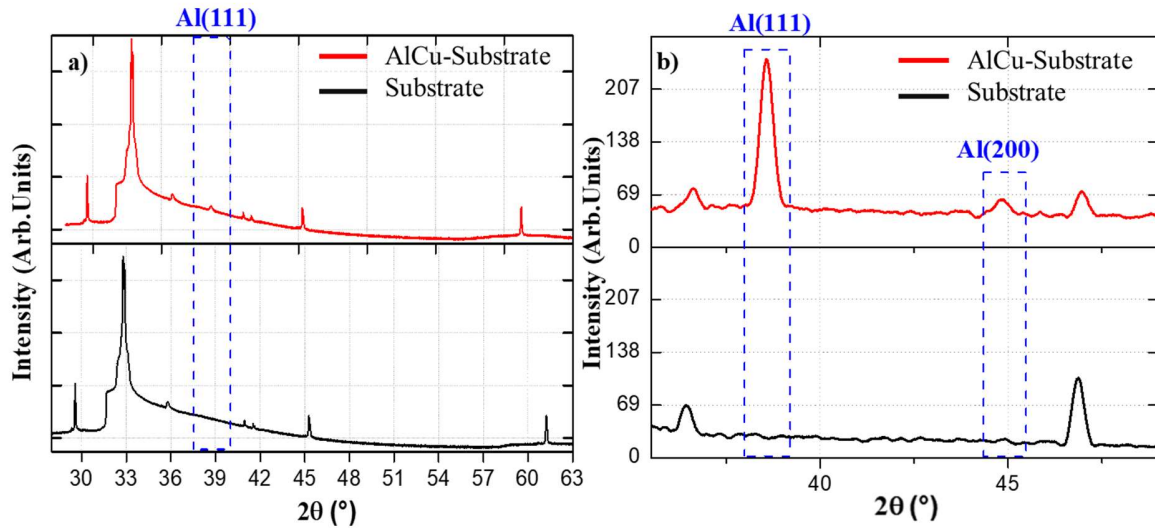 Al(111)
a)
AlCu-Substrate
Substrate
Intensity (Arb.Units)
30 33 36 39 42 45 48 51 54 57 60 63
2θ (°)
Al(111)
b)
AlCu-Substrate
Substrate
Al(200)
Intensity (Arb.Units)
207
138
69
0
207
138
69
0
40 45
2θ (°)